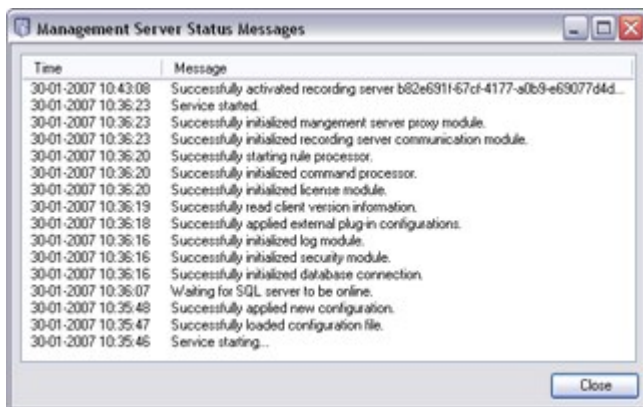 Management Server Status Messages
Time Message
30-01-2007 10:43:08 Successfully activated recording server b82e691f-67cf-4177-a0b9-e69077d4d...
30-01-2007 10:36:23 Service started.
30-01-2007 10:36:23 Successfully initialized mangement server proxy module.
30-01-2007 10:36:23 Successfully initialized recording server communication module.
30-01-2007 10:36:20 Successfully starting rule processor.
30-01-2007 10:36:20 Successfully initialized command processor.
30-01-2007 10:36:20 Successfully initialized license module.
30-01-2007 10:36:19 Successfully read client version information.
30-01-2007 10:36:18 Successfully applied external plug-in configurations.
30-01-2007 10:36:16 Successfully initialized log module.
30-01-2007 10:36:16 Successfully initialized security module.
30-01-2007 10:36:16 Successfully initialized database connection.
30-01-2007 10:36:07 Waiting for SQL server to be online.
30-01-2007 10:35:48 Successfully applied new configuration.
30-01-2007 10:35:47 Successfully loaded configuration file.
30-01-2007 10:35:46 Service starting...
Close